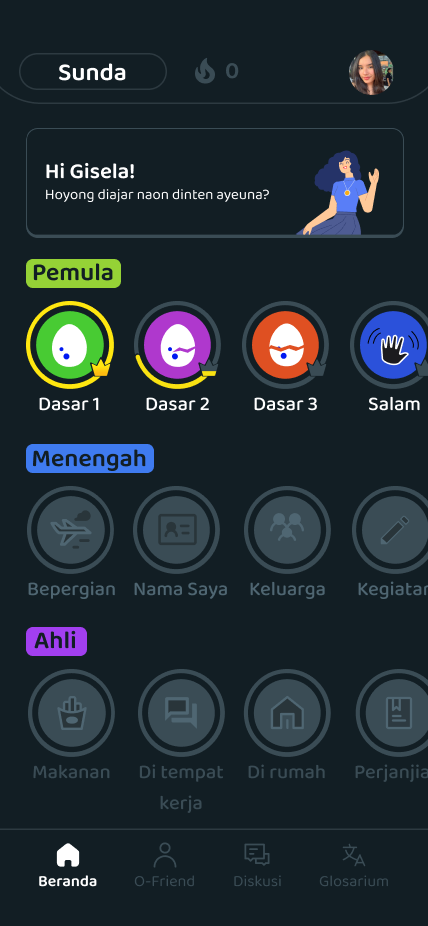 Sunda
0
Hi Gisela!
Hoyong diajar naon dinten ayeuna?
Pemula
Dasar 1
Dasar 2
Dasar 3
Salam
Menengah
Bepergian
Nama Saya
Keluarga
Kegiatan
Ahli
Makanan
Di tempat
kerja
Di rumah
Perjanjia
Beranda
O-Friend
Diskusi
Glosarium